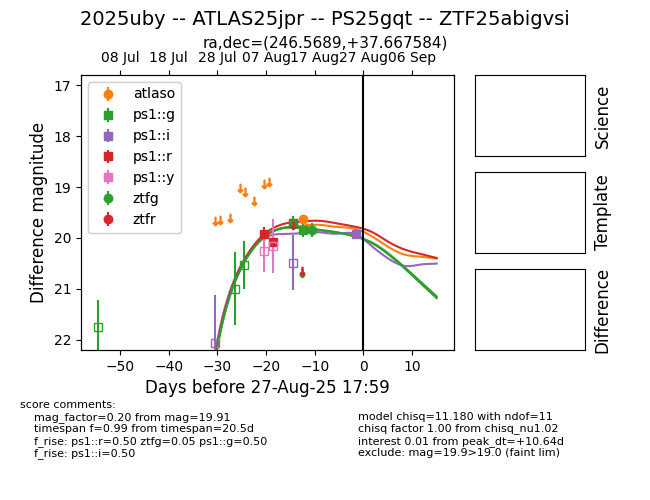 2025uby -- ATLAS25jpr -- PS25gqt -- ZTF25abigvsi
ra,dec=(246.5689,+37.667584)
08 Jul 18 Jul 28 Jul 07 Aug 17 Aug 27 Aug 06 Sep
17
18
19
20
21
22
Difference magnitude
atlaso
ps1::g
ps1::i
ps1::r
ps1::y
ztfg
ztfr
Science
Template
Difference
−50 −40 −30 −20 −10 0 10
Days before 27-Aug-25 17:59
score comments:
mag_factor=0.20 from mag=19.91
timespan f=0.99 from timespan=20.5d
f_rise: ps1::r=0.50 ztfg=0.05 ps1::g=0.50
f_rise: ps1::i=0.50
model chisq=11.180 with ndof=11
chisq factor 1.00 from chisq_nu1.02
interest 0.01 from peak_dt=+10.64d
exclude: mag=19.9>19.0 (faint lim)